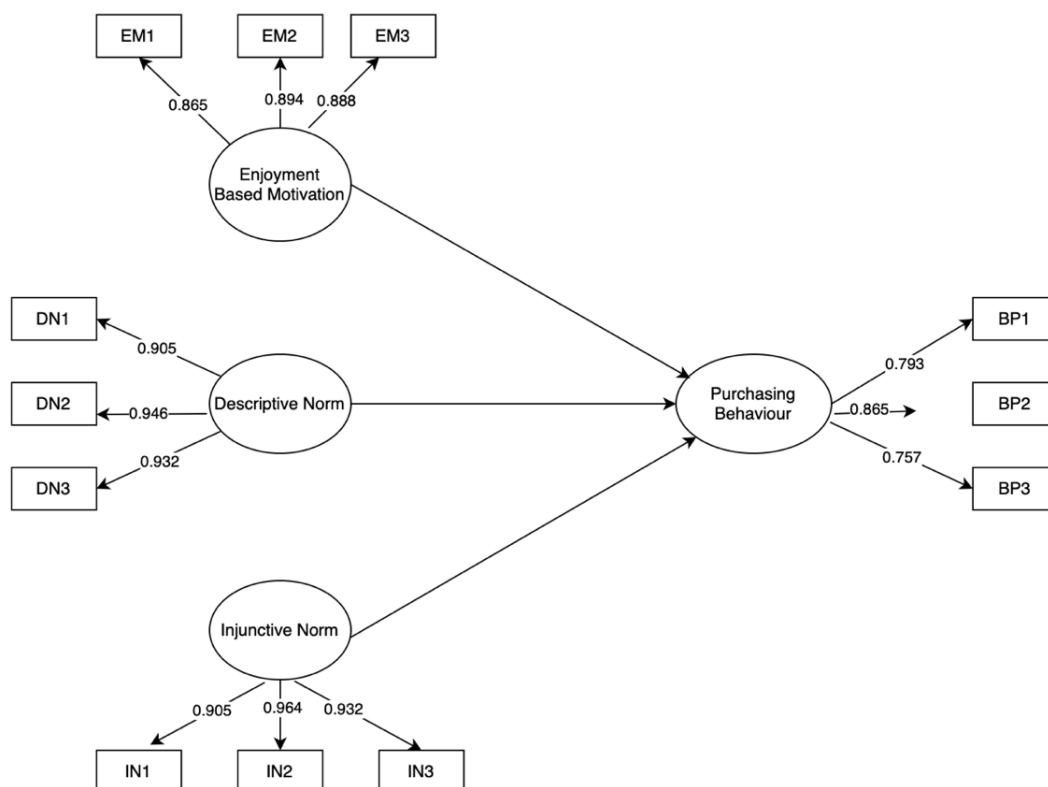 EM1
EM2
EM3
0.865
0.894
0.888
Enjoyment
Based Motivation
DN1
0.905
DN2
0.946
DN3
0.932
Descriptive Norm
Purchasing
Behaviour
0.793
BP1
0.865
BP2
0.757
BP3
Injunctive Norm
0.905
0.964
0.932
IN1
IN2
IN3